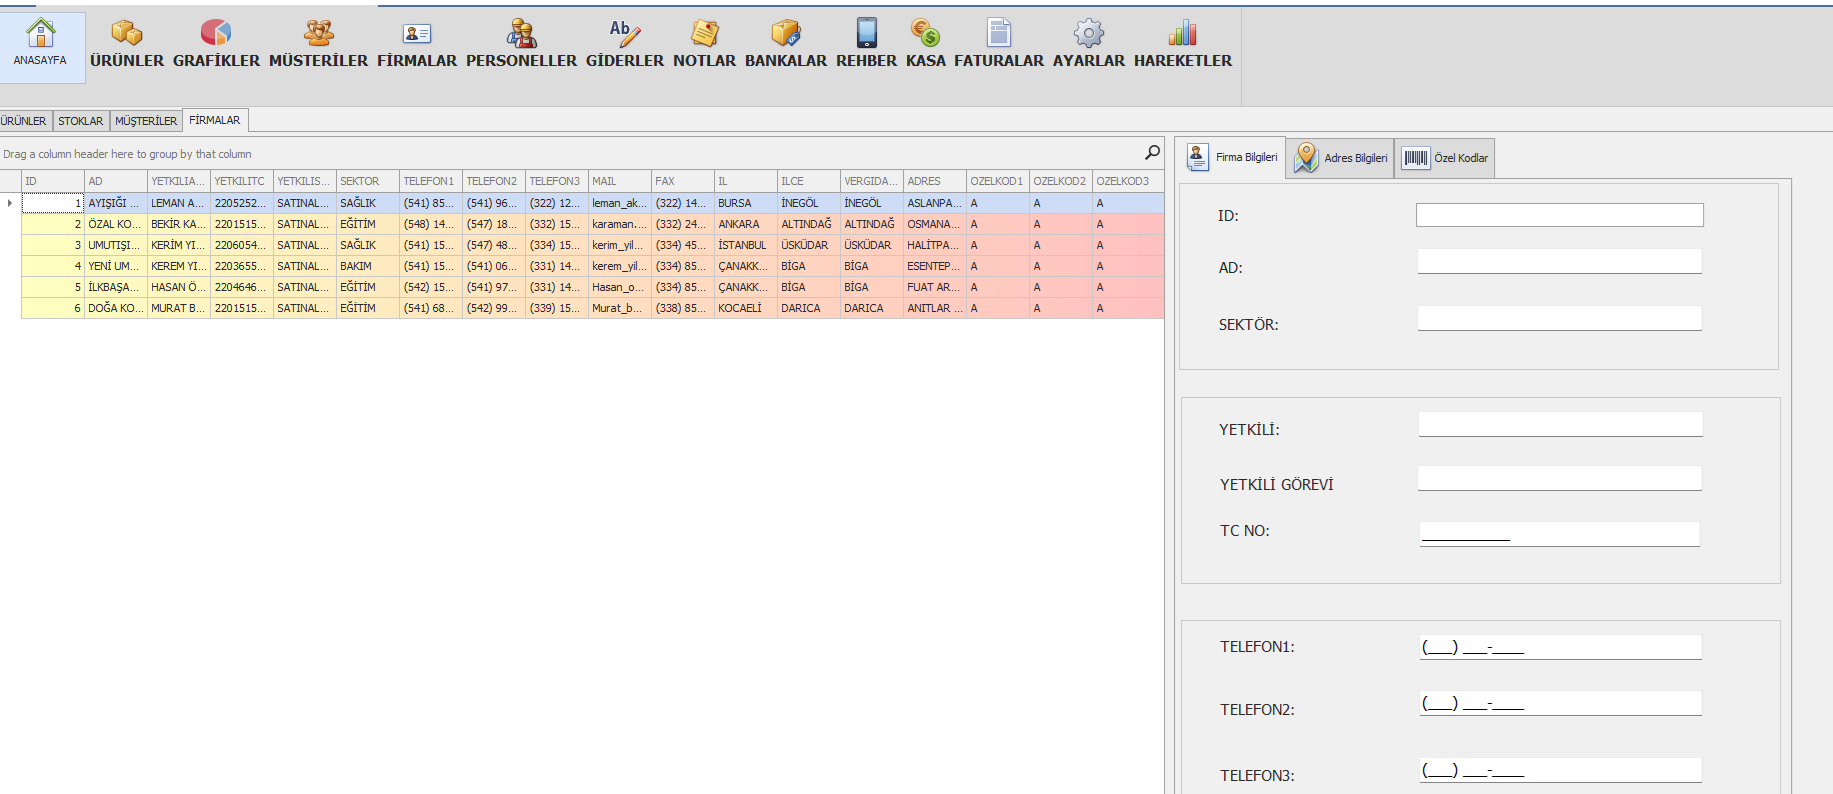 ANASAYFA
ÜRÜNLER GRAFİKLER MÜSTERİLER FİRMALAR PERSONELLER GİDERLER NOTLAR BANKALAR REHBER KASA FATURALAR AYARLAR HAREKETLER
ÜRÜNLER STOKLAR MÜŞTERİLER FİRMALAR
Drag a column header here to group by that column
ID AD YETKILIA... YETKILITC YETKILIS... SEKTOR TELEFON1 TELEFON2 TELEFON3 MAIL FAX IL ILCE VERGIDA... ADRES OZELKOD1 OZELKOD2 OZELKOD3
1 AYIŞIĞI ... LEMAN A... 2205252... SATINAL... SAĞLIK (541) 85... (541) 96... (322) 12... leman_ak... (322) 14... BURSA İNEGÖL İNEGÖL ASLANPA... A A A
2 ÖZAL KO... BEKİR KA... 2201515... SATINAL... EĞİTİM (548) 14... (547) 18... (332) 15... karaman.... (332) 24... ANKARA ALTINDAĞ ALTINDAĞ OSMANA... A A A
3 UMUTIŞI... KERİM YI... 2206054... SATINAL... SAĞLIK (541) 15... (547) 48... (334) 15... kerim_yil... (334) 45... İSTANBUL ÜSKÜDAR ÜSKÜDAR HALİTPA... A A A
4 YENİ UM... KEREM YI... 2203655... SATINAL... BAKIM (541) 15... (541) 06... (331) 14... kerem_yil... (334) 85... ÇANAKK... BİGA BİGA ESENTEP... A A A
5 İLKBAŞA... HASAN Ö... 2204646... SATINAL... EĞİTİM (542) 15... (541) 97... (331) 14... Hasan_o... (334) 85... ÇANAKK... BİGA BİGA FUAT AR... A A A
6 DOĞA KO... MURAT B... 2201515... SATINAL... EĞİTİM (541) 68... (542) 99... (339) 15... Murat_b... (338) 85... KOCAELİ DARICA DARICA ANITLAR ... A A A
Firma Bilgileri Adres Bilgileri Özel Kodlar
ID:
AD:
SEKTÖR:
YETKİLİ:
YETKİLİ GÖREVİ
TC NO: ___________
TELEFON1: (___) ___-____
TELEFON2: (___) ___-____
TELEFON3: (___) ___-____